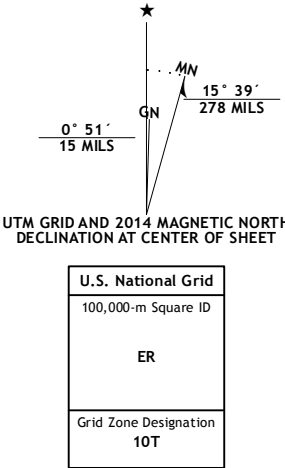 ★
MN
GN
15° 39´
278 MILS
0° 51´
15 MILS
UTM GRID AND 2014 MAGNETIC NORTH
DECLINATION AT CENTER OF SHEET
U.S. National Grid
100,000-m Square ID
ER
Grid Zone Designation
10T